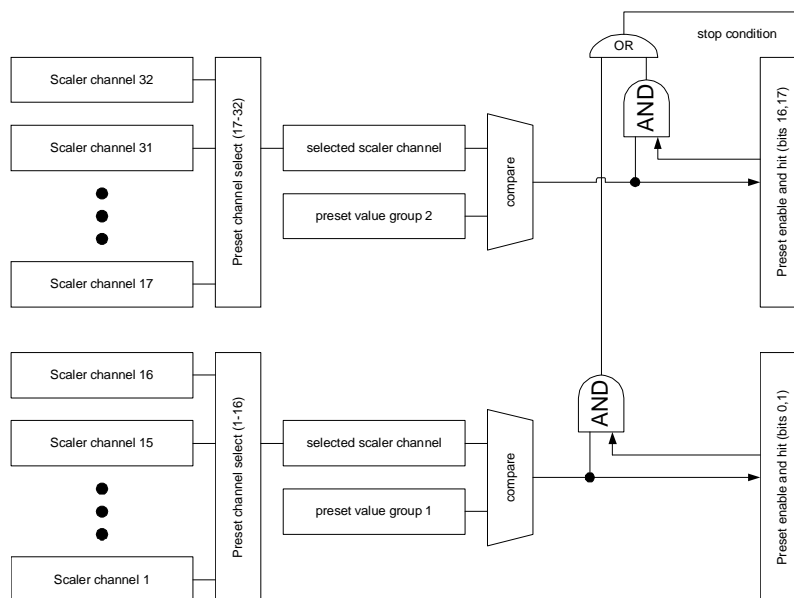 OR
stop condition
Scaler channel 32
Scaler channel 31
Scaler channel 17
Preset channel select (17-32)
selected scaler channel
preset value group 2
compare
AND
Preset enable and hit (bits 16,17)
Scaler channel 16
Scaler channel 15
Scaler channel 1
Preset channel select (1-16)
selected scaler channel
preset value group 1
compare
AND
Preset enable and hit (bits 0,1)